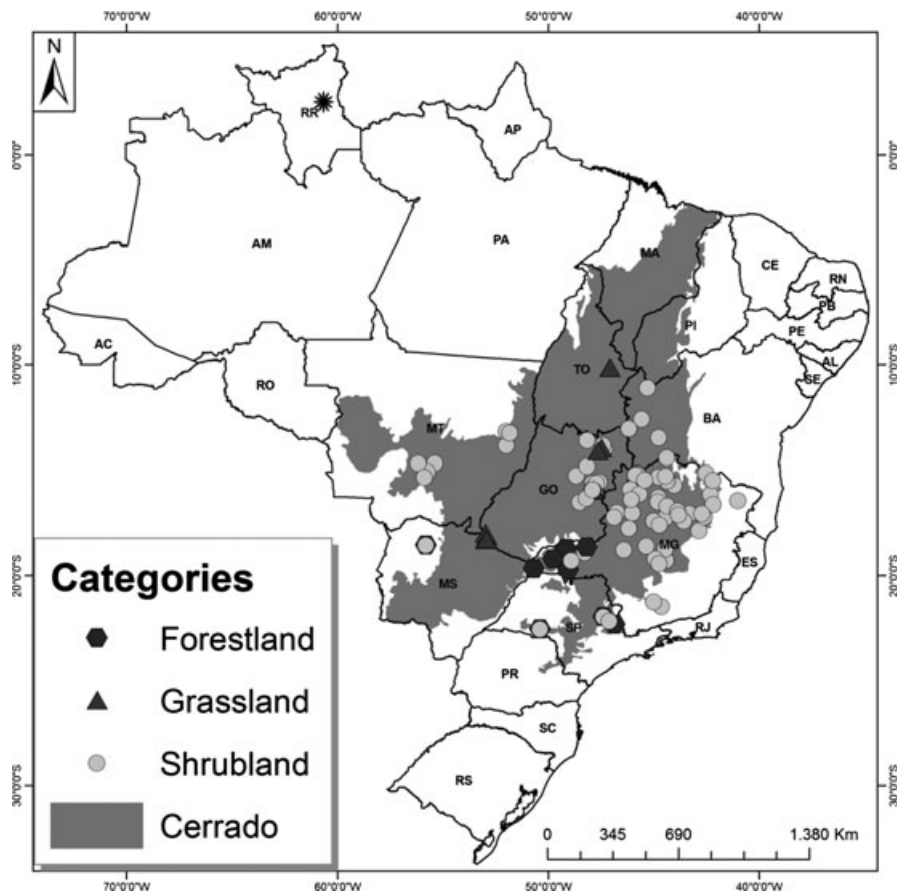 70°0'0"W 60°0'0"W 50°0'0"W 40°0'0"W
N
RR
AP
0°0'0" 0°0'0"
AM PA MA CE RN
PB
PI PE
AC AL
10°0'0"S TO SE 10°0'0"S
RO
BA
MT
GO
MG
ES
20°0'0"S MS 20°0'0"S
SP RJ
PR
SC
RS
30°0'0"S 30°0'0"S
Categories
Forestland
Grassland
Shrubland
Cerrado
0 345 690 1.380 Km
70°0'0"W 60°0'0"W 50°0'0"W 40°0'0"W